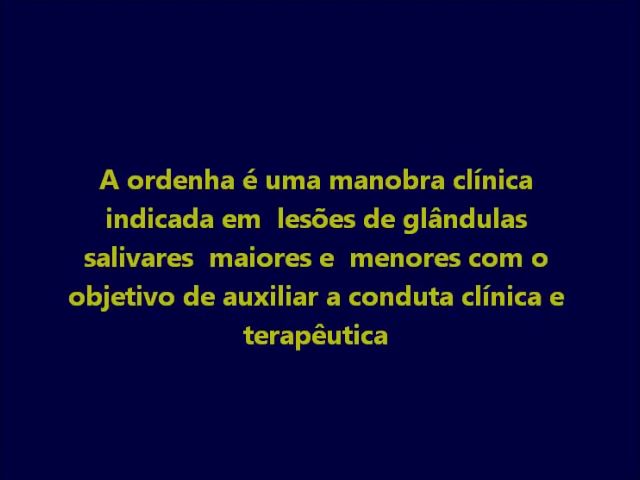 A ordenha é uma manobra clínica
indicada em lesões de glândulas
salivares maiores e menores com o
objetivo de auxiliar a conduta clínica e
terapêutica